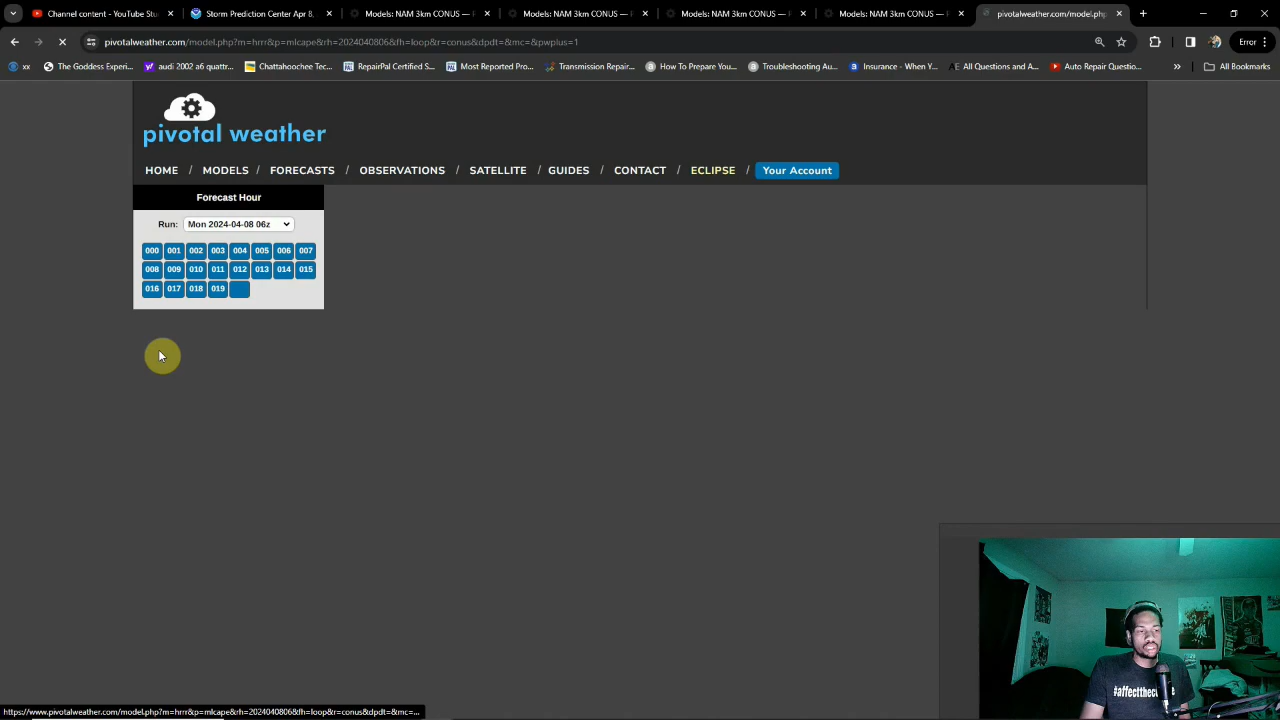 Channel content - YouTube Stu
Storm Prediction Center Apr 8,
Models: NAM 3km CONUS — P
Models: NAM 3km CONUS — P
Models: NAM 3km CONUS — P
Models: NAM 3km CONUS — P
pivotalweather.com/model.php?m
pivotalweather.com/model.php?m=hrrr&p=mlcape&rh=2024040806&fh=loop&r=conus&dpdt=&mc=&pwplus=1
Error
xx
The Goddess Experi...
audi 2002 a6 quattr...
Chattahoochee Tec...
RepairPal Certified S...
Most Reported Pro...
Transmission Repair...
How To Prepare You...
Troubleshooting Au...
Insurance - When Y...
All Questions and A...
Auto Repair Questio...
»
All Bookmarks
pivotal weather
HOME / MODELS / FORECASTS / OBSERVATIONS / SATELLITE / GUIDES / CONTACT / ECLIPSE / Your Account
Forecast Hour
Run: Mon 2024-04-08 06z
000 001 002 003 004 005 006 007
008 009 010 011 012 013 014 015
016 017 018 019
#affectthec
https://www.pivotalweather.com/model.php?m=hrrr&p=mlcape&rh=2024040806&fh=loop&r=conus&dpdt=&mc=...